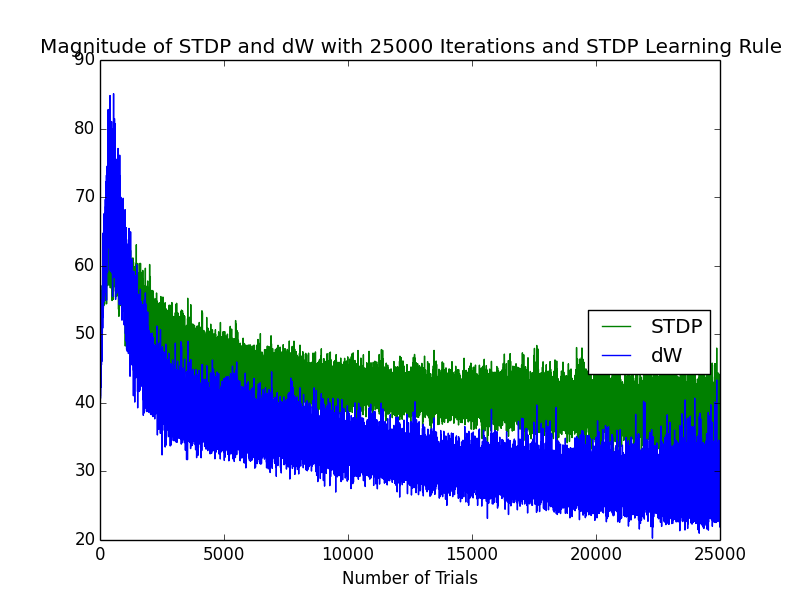 Magnitude of STDP and dW with 25000 Iterations and STDP Learning Rule
90
80
70
60
50
40
30
20
STDP
dW
0 5000 10000 15000 20000 25000
Number of Trials